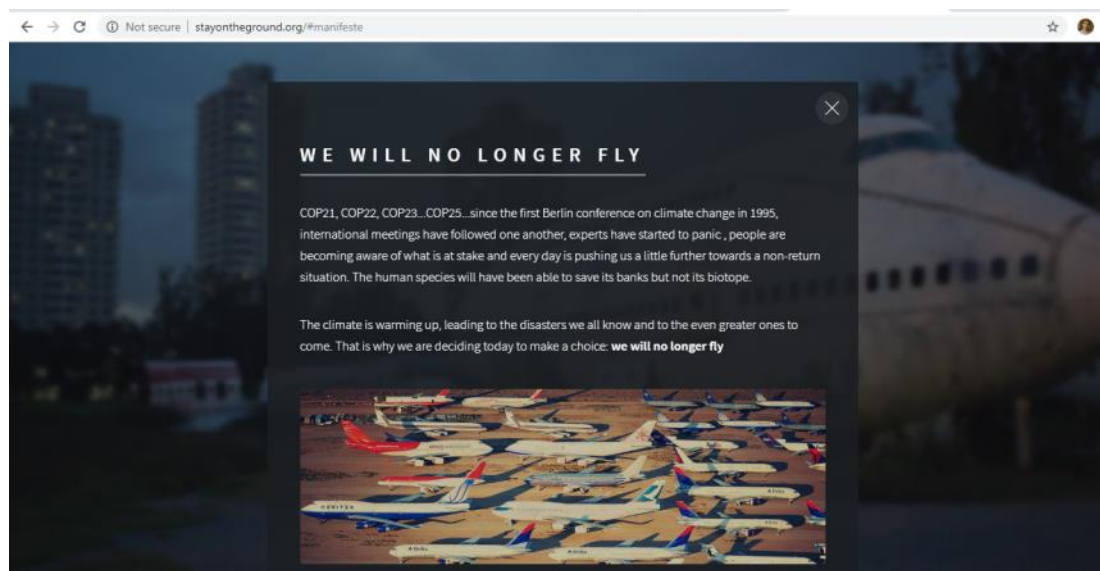 Not secure | stayontheground.org/#manifeste
WE WILL NO LONGER FLY
COP21, COP22, COP23...COP25...since the first Berlin conference on climate change in 1995,
international meetings have followed one another, experts have started to panic , people are
becoming aware of what is at stake and every day is pushing us a little further towards a non-return
situation. The human species will have been able to save its banks but not its biotope.
The climate is warming up, leading to the disasters we all know and to the even greater ones to
come. That is why we are deciding today to make a choice: we will no longer fly
UNITED